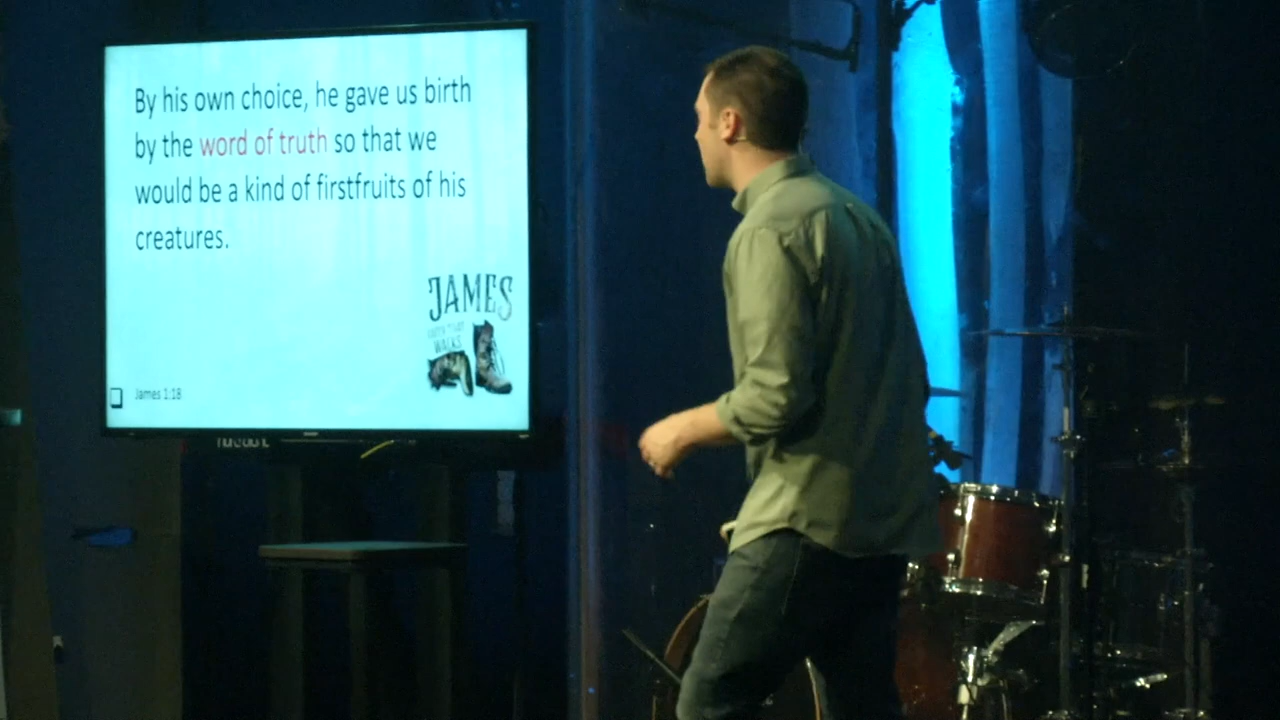 By his own choice, he gave us birth
by the word of truth so that we
would be a kind of firstfruits of his
creatures.
JAMES
WALKS
James 1:18